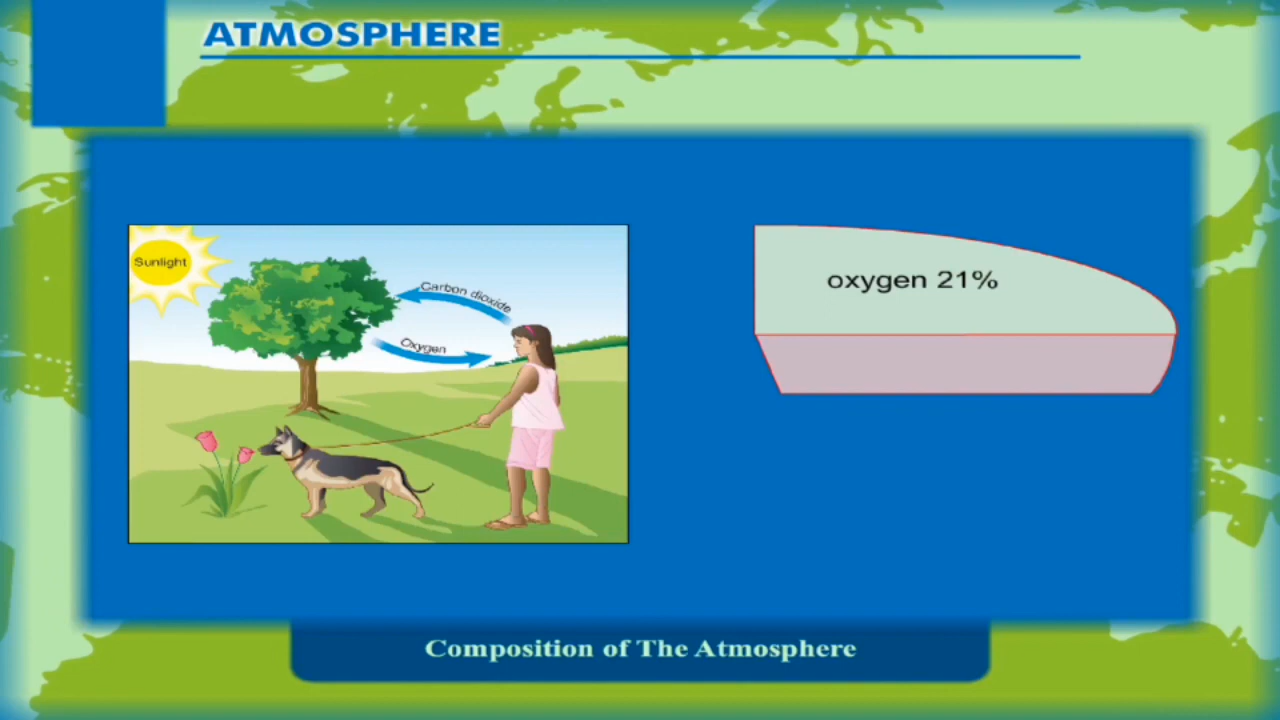 ATMOSPHERE
Sunlight
Carbon dioxide
Oxygen
oxygen 21%
Composition of The Atmosphere